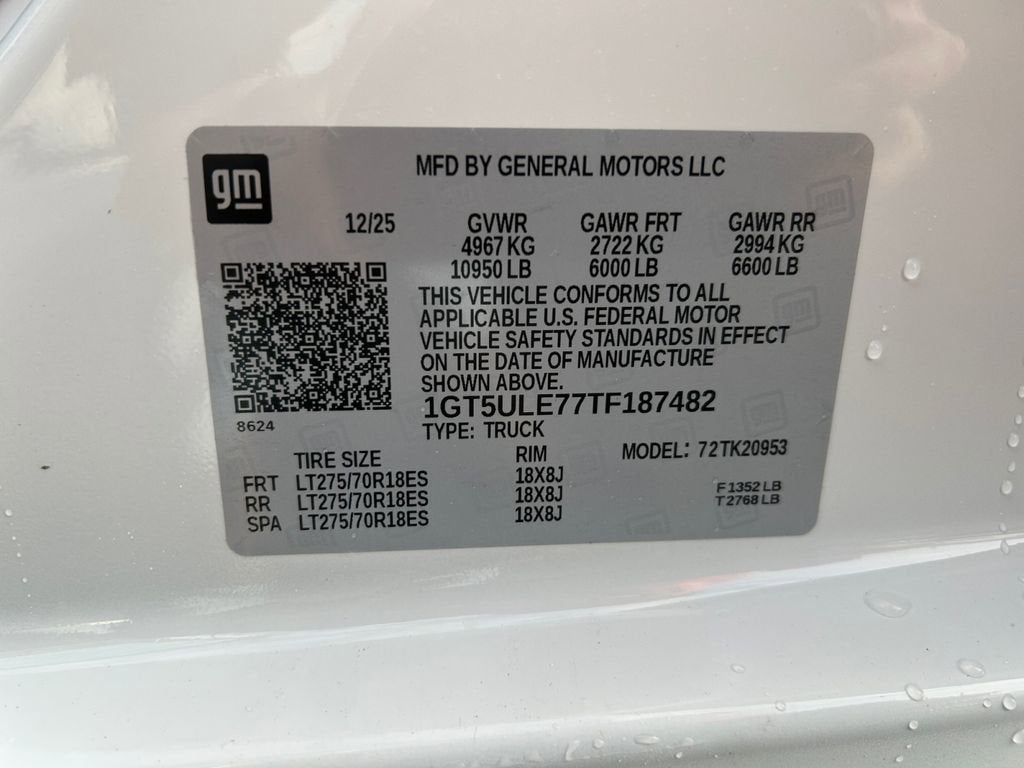 gm
MFD BY GENERAL MOTORS LLC
12/25 GVWR GAWR FRT GAWR RR
4967 KG 2722 KG 2994 KG
10950 LB 6000 LB 6600 LB
THIS VEHICLE CONFORMS TO ALL
APPLICABLE U.S. FEDERAL MOTOR
VEHICLE SAFETY STANDARDS IN EFFECT
ON THE DATE OF MANUFACTURE
SHOWN ABOVE.
1GT5ULE77TF187482
8624
TYPE: TRUCK
TIRE SIZE RIM MODEL: 72TK20953
FRT LT275/70R18ES 18X8J
RR LT275/70R18ES 18X8J
SPA LT275/70R18ES 18X8J
F1352 LB
T2768 LB